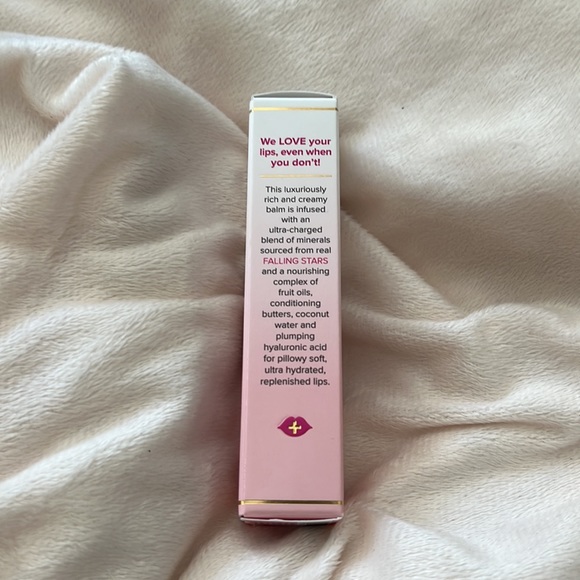 We LOVE your
lips, even when
you don't!
This luxuriously
rich and creamy
balm is infused
with an
ultra-charged
blend of minerals
sourced from real
FALLING STARS
and a nourishing
complex of
fruit oils,
conditioning
butters, coconut
water and
plumping
hyaluronic acid
for pillowy soft,
ultra hydrated,
replenished lips.